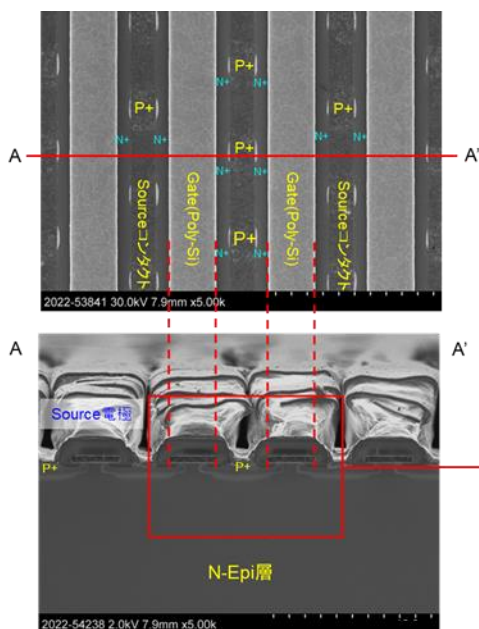 P+
N+ N+
P+ P+
N+ N+ N+ N+
A P+ A'
N+ N+
Sourceコンタクト Gate(Poly-Si) Gate(Poly-Si) Sourceコンタクト
P+
N+ N+
2022-53841 30.0kV 7.9mm x5.00k
A A'
Source電極
P+ P+
N-Epi層
2022-54238 2.0kV 7.9mm x5.00k